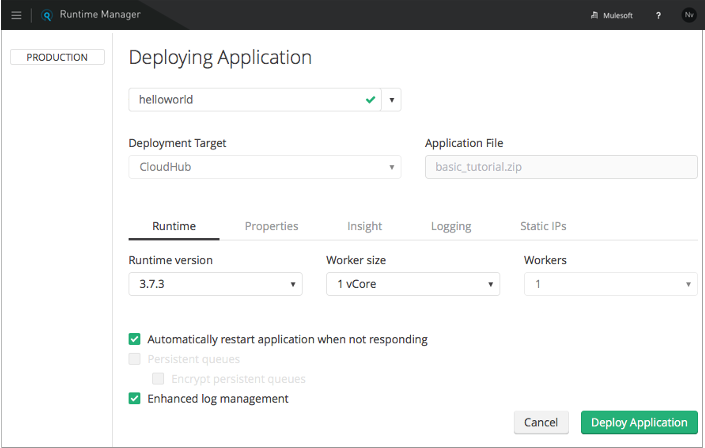 Runtime Manager
Mulesoft ? Nv
PRODUCTION
Deploying Application
helloworld
Deployment Target Application File
CloudHub basic_tutorial.zip
Runtime Properties Insight Logging Static IPs
Runtime version Worker size Workers
3.7.3 1 vCore 1
Automatically restart application when not responding
Persistent queues
Encrypt persistent queues
Enhanced log management
Cancel Deploy Application